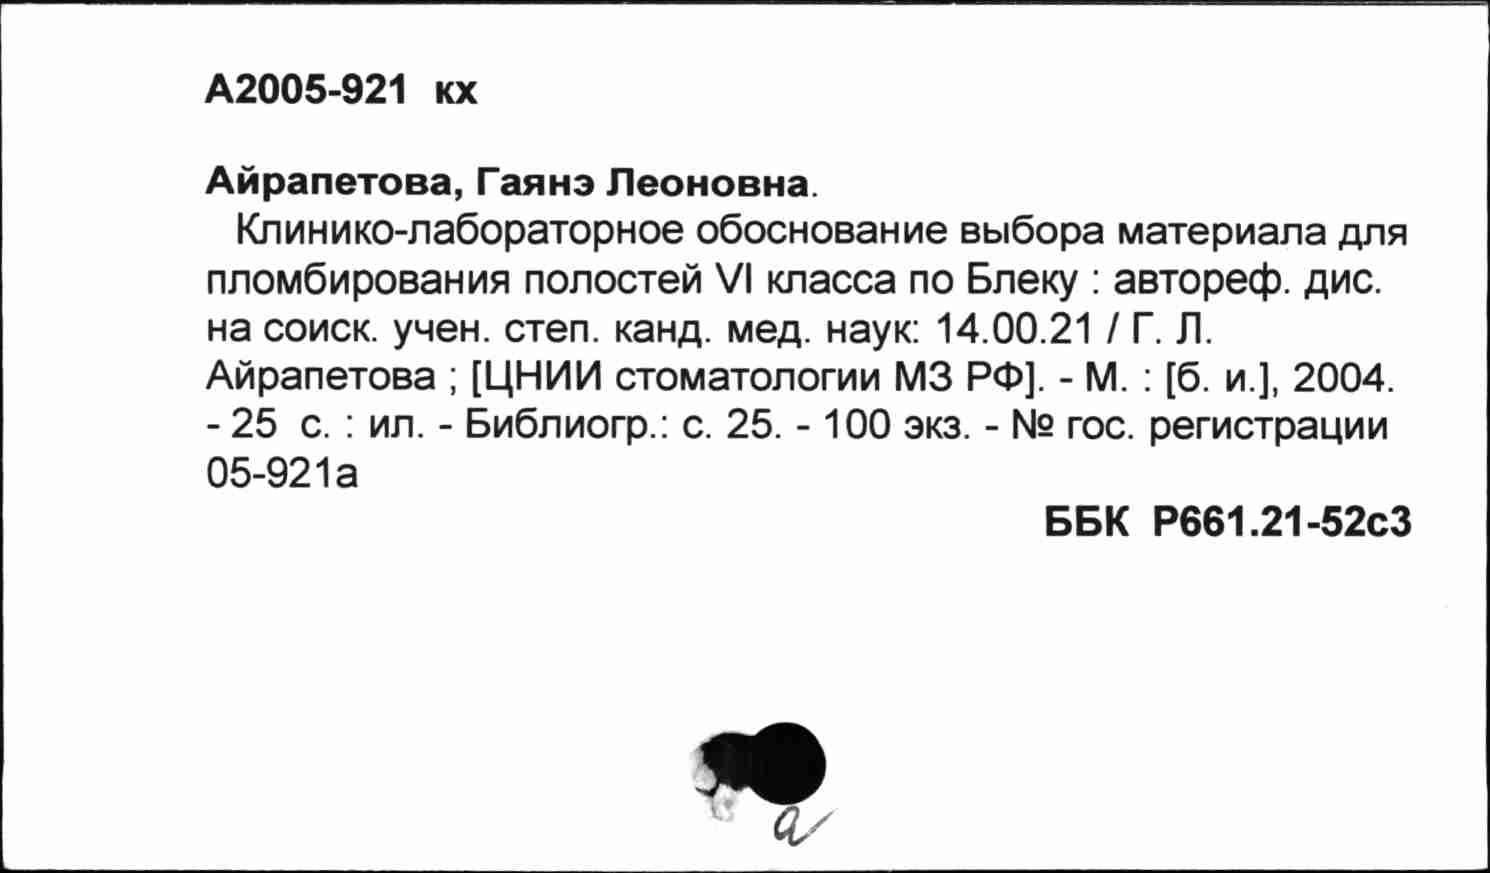 А2005-921 кх
Айрапетова, Гаянэ Леоновна.
Клинико-лабораторное обоснование выбора материала для
пломбирования полостей VI класса по Блеку : автореф. дис.
на соиск. учен. степ. канд. мед. наук: 14.00.21 / Г. Л.
Айрапетова ; [ЦНИИ стоматологии МЗ РФ]. - М. : [б. и.], 2004.
- 25 с. : ил. - Библиогр.: с. 25. - 100 экз. - № гос. регистрации
05-921а
ББК Р661.21-52с3
а